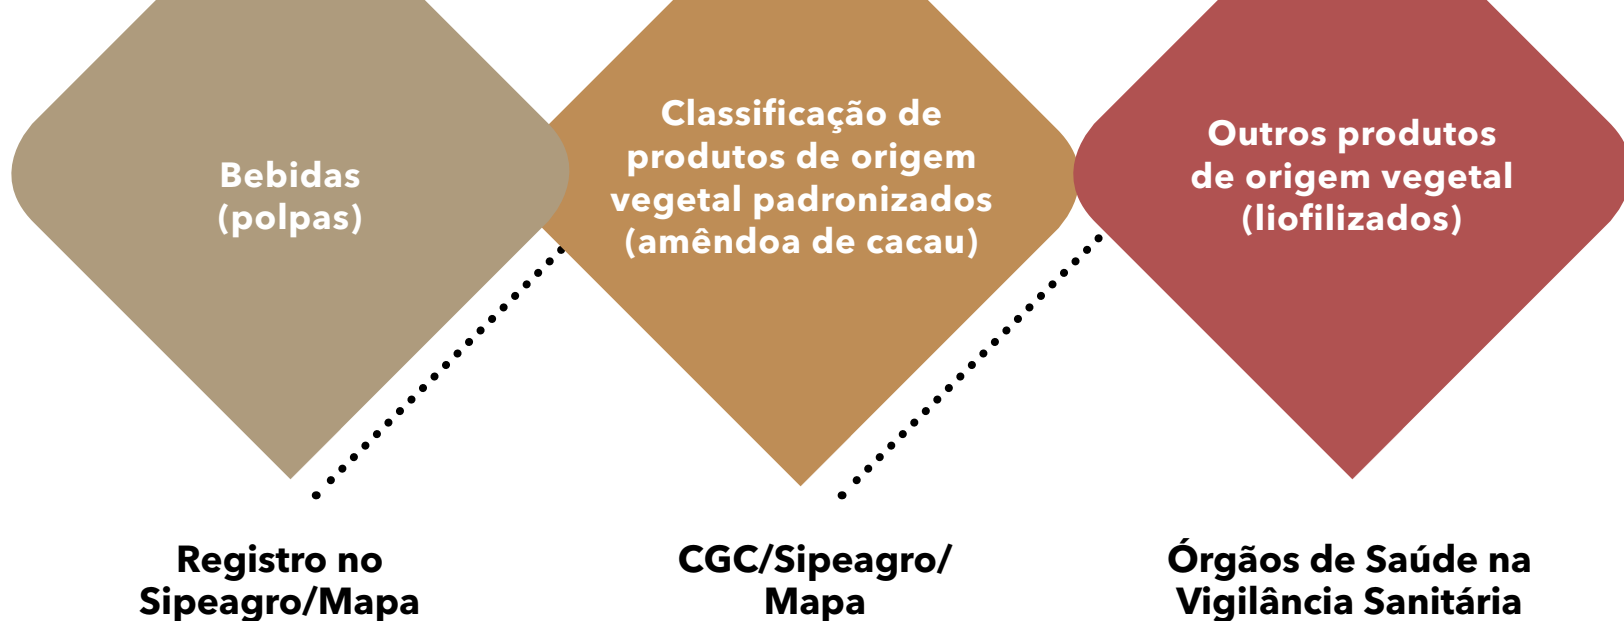 Bebidas
(polpas)
Classificação de
produtos de origem
vegetal padronizados
(amêndoa de cacau)
Outros produtos
de origem vegetal
(liofilizados)
Registro no
Sipeagro/Mapa
CGC/Sipeagro/
Mapa
Órgãos de Saúde na
Vigilância Sanitária